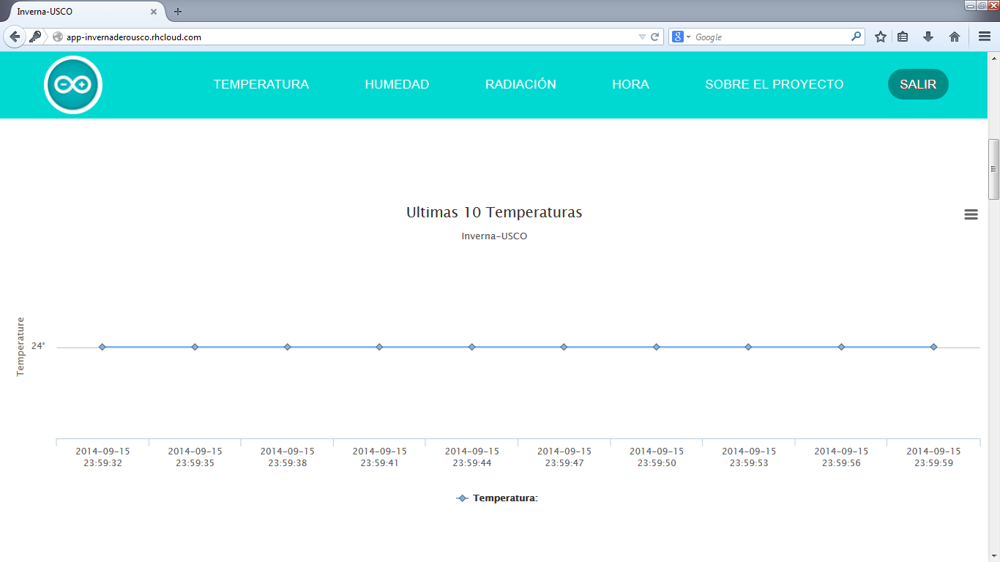 Inverna-USCO
app-invernaderousco.rhcloud.com
Google
TEMPERATURA HUMEDAD RADIACIÓN HORA SOBRE EL PROYECTO SALIR
Ultimas 10 Temperaturas
Inverna-USCO
Temperature
24°
2014-09-15 2014-09-15 2014-09-15 2014-09-15 2014-09-15 2014-09-15 2014-09-15 2014-09-15 2014-09-15 2014-09-15
23:59:32 23:59:35 23:59:38 23:59:41 23:59:44 23:59:47 23:59:50 23:59:53 23:59:56 23:59:59
Temperatura: